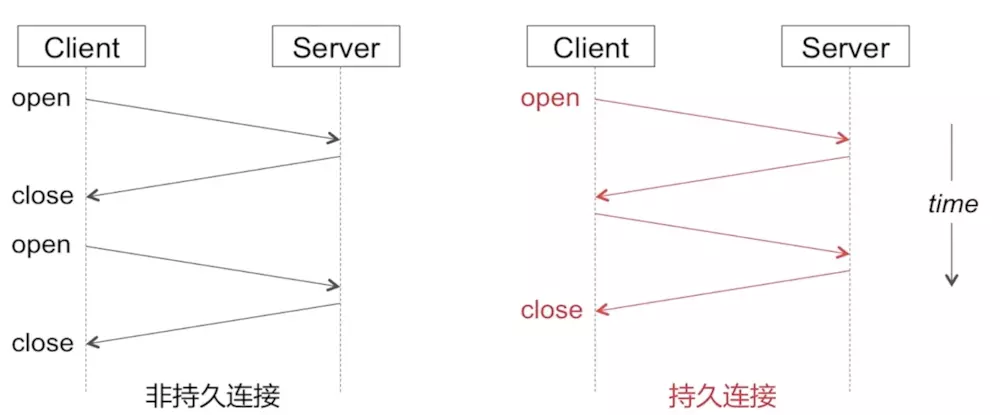 Client
Server
open
close
open
close
非持久连接
Client
Server
open
close
持久连接
time